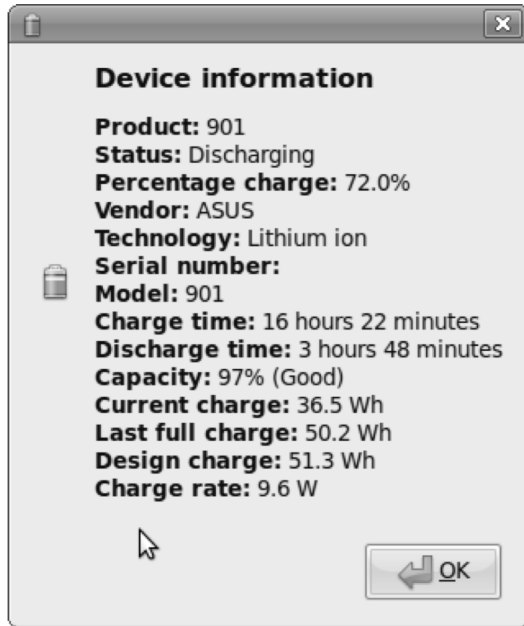 Device information
Product: 901
Status: Discharging
Percentage charge: 72.0%
Vendor: ASUS
Technology: Lithium ion
Serial number:
Model: 901
Charge time: 16 hours 22 minutes
Discharge time: 3 hours 48 minutes
Capacity: 97% (Good)
Current charge: 36.5 Wh
Last full charge: 50.2 Wh
Design charge: 51.3 Wh
Charge rate: 9.6 W
OK